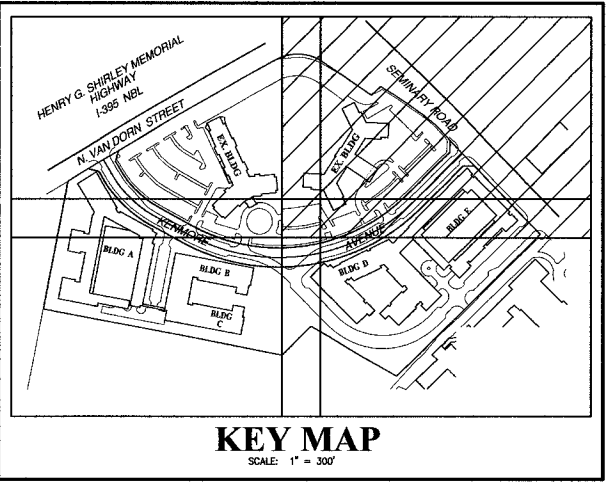 HENRY G. SHIRLEY MEMORIAL
HIGHWAY
I-395 NBL
N. VAN DORN STREET
SEMINARY ROAD
EX. BLDG
EX. BLDG
KENMOVIE
AVENUE
BLDG A
BLDG B
BLDG
C
BLDG D
BLDG E
KEY MAP
SCALE: 1" = 300'